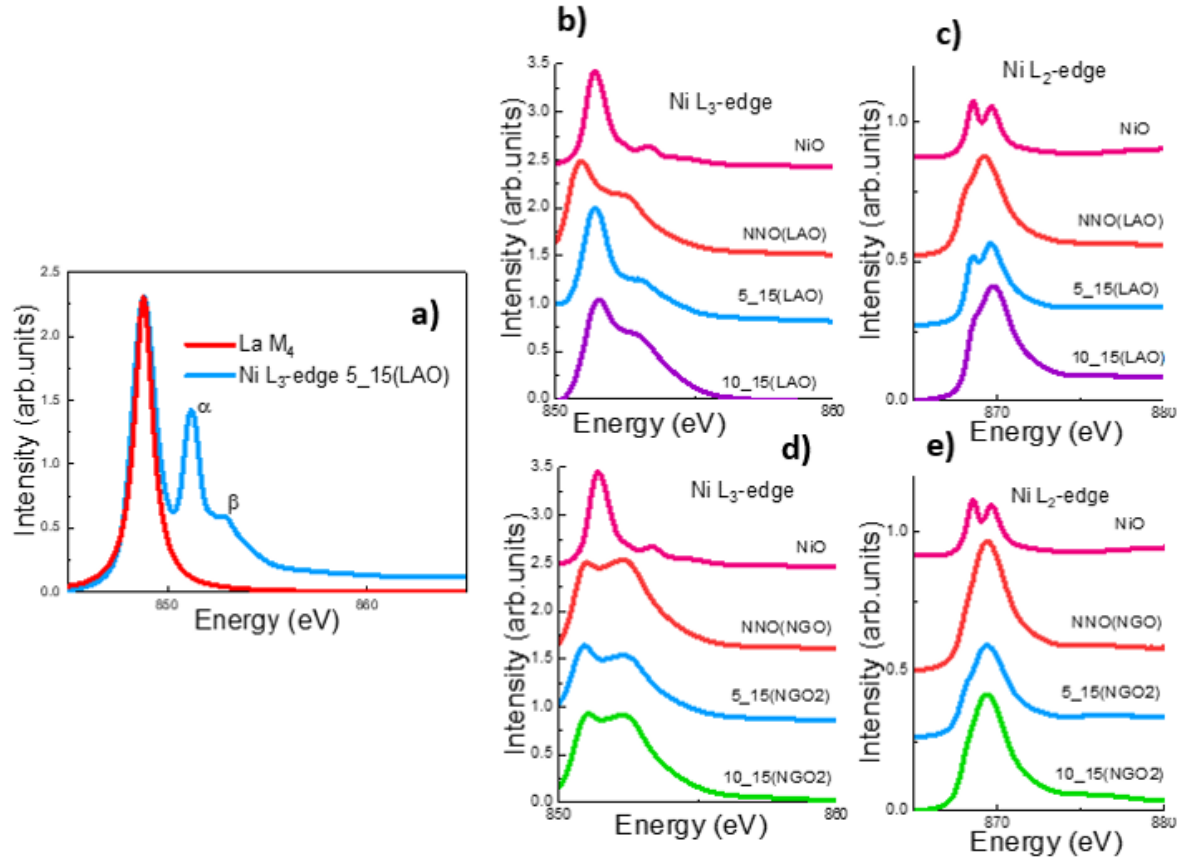 a)
La M4
Ni L3-edge 5_15(LAO)
α
β
2.5
2.0
1.5
1.0
0.5
0.0
850
860
Energy (eV)
Intensity (arb.units)
b)
Ni L3-edge
NiO
NNO(LAO)
5_15(LAO)
10_15(LAO)
3.5
3.0
2.5
2.0
1.5
1.0
0.5
0.0
850
860
Energy (eV)
Intensity (arb.units)
c)
Ni L2-edge
NiO
NNO(LAO)
5_15(LAO)
10_15(LAO)
1.0
0.5
0.0
870
880
Energy (eV)
Intensity (arb.units)
d)
Ni L3-edge
NiO
NNO(NGO)
5_15(NGO2)
10_15(NGO2)
3.5
3.0
2.5
2.0
1.5
1.0
0.5
0.0
850
860
Energy (eV)
Intensity (arb.units)
e)
Ni L2-edge
NiO
NNO(NGO)
5_15(NGO2)
10_15(NGO2)
1.0
0.5
0.0
870
880
Energy (eV)
Intensity (arb.units)